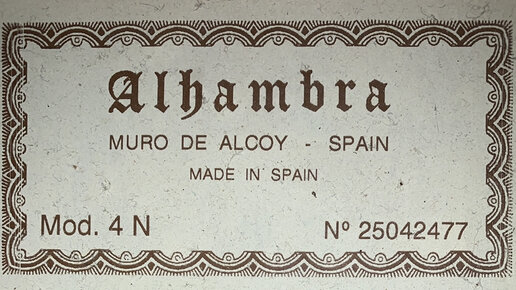 Alhambra
MURO DE ALCOY - SPAIN
MADE IN SPAIN
Mod. 4 N Nº 25042477